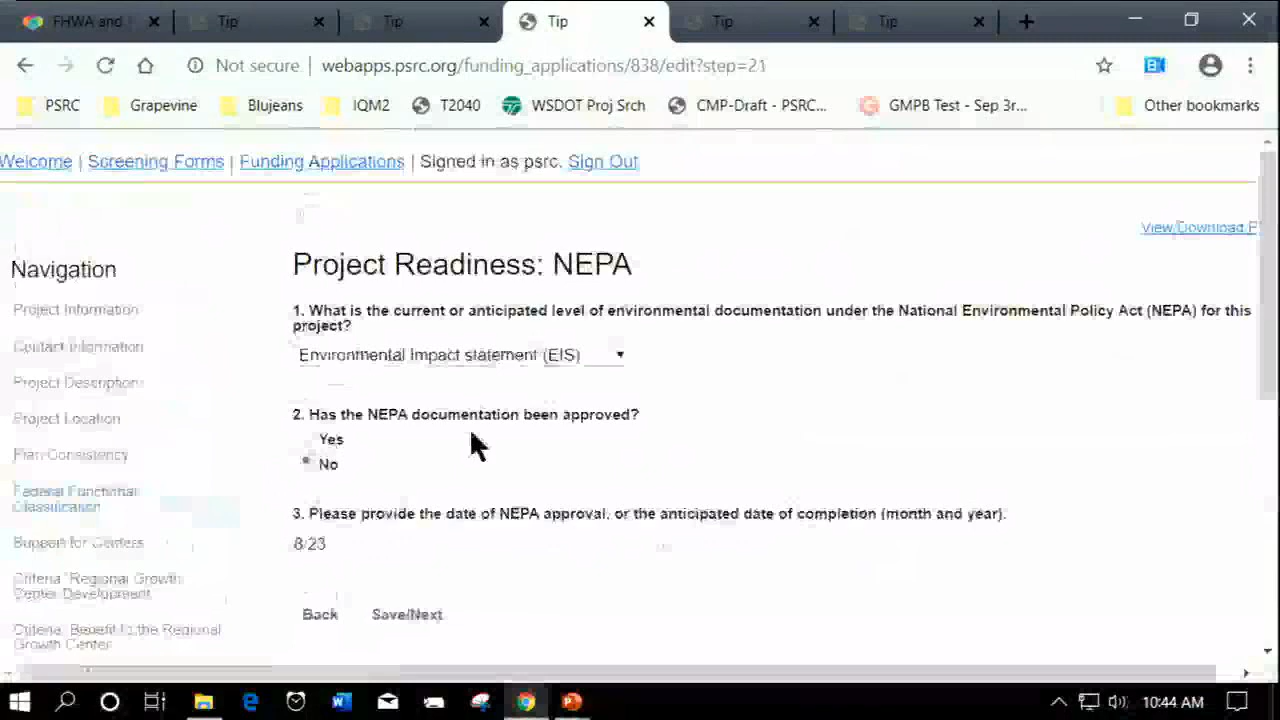 FHWA and
Tip
Tip
Tip
Tip
Tip
Not secure
webapps.psrc.org/funding_applications/838/edit?step=21
PSRC
Grapevine
Blujeans
IQM2
T2040
WSDOT Proj Srch
CMP-Draft - PSRC...
GMPB Test - Sep 3r...
Other bookmarks
Welcome | Screening Forms | Funding Applications | Signed in as psrc. Sign Out
View/Download P
Navigation
Project Information
Contact Information
Project Description
Project Location
Plan Consistency
Federal Functional
Classification
Support for Centers
Criteria: Regional Growth
Center Development
Criteria: Benefit to the Regional
Growth Center
Project Readiness: NEPA
1. What is the current or anticipated level of environmental documentation under the National Environmental Policy Act (NEPA) for this
project?
Environmental Impact statement (EIS)
2. Has the NEPA documentation been approved?
Yes
No
3. Please provide the date of NEPA approval, or the anticipated date of completion (month and year).
8/23
Back
Save/Next
10:44 AM